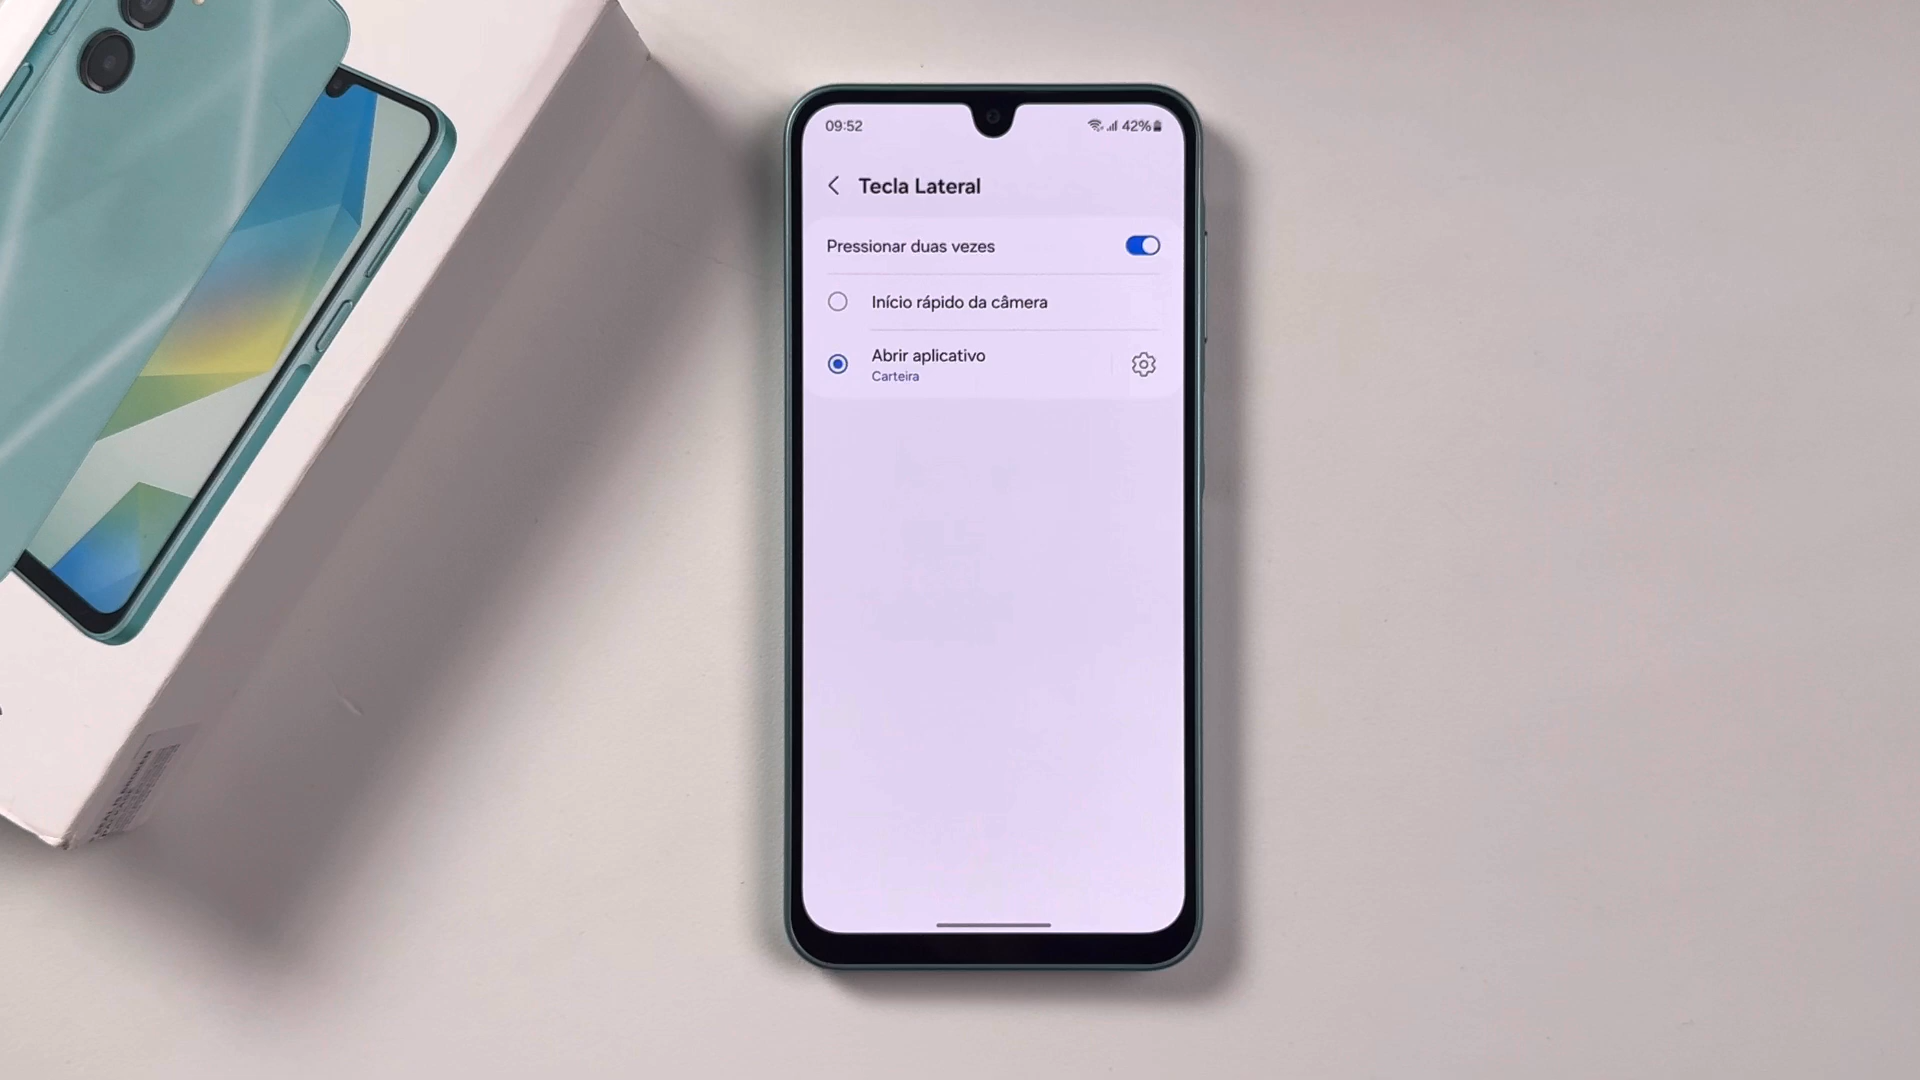 09:52
42%
Tecla Lateral
Pressionar duas vezes
Início rápido da câmera
Abrir aplicativo
Carteira